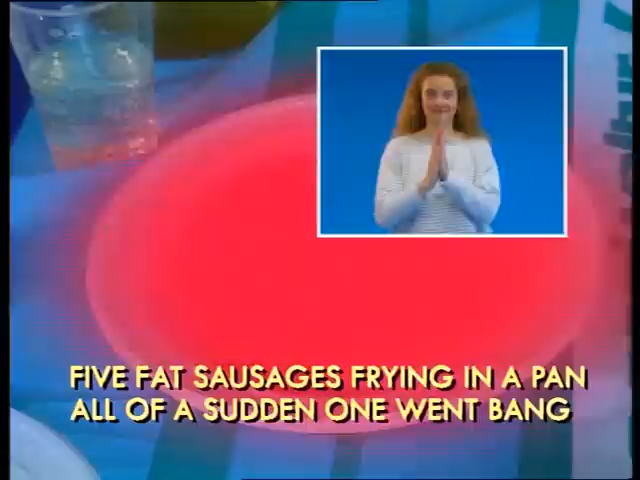 FIVE FAT SAUSAGES FRYING IN A PAN
ALL OF A SUDDEN ONE WENT BANG